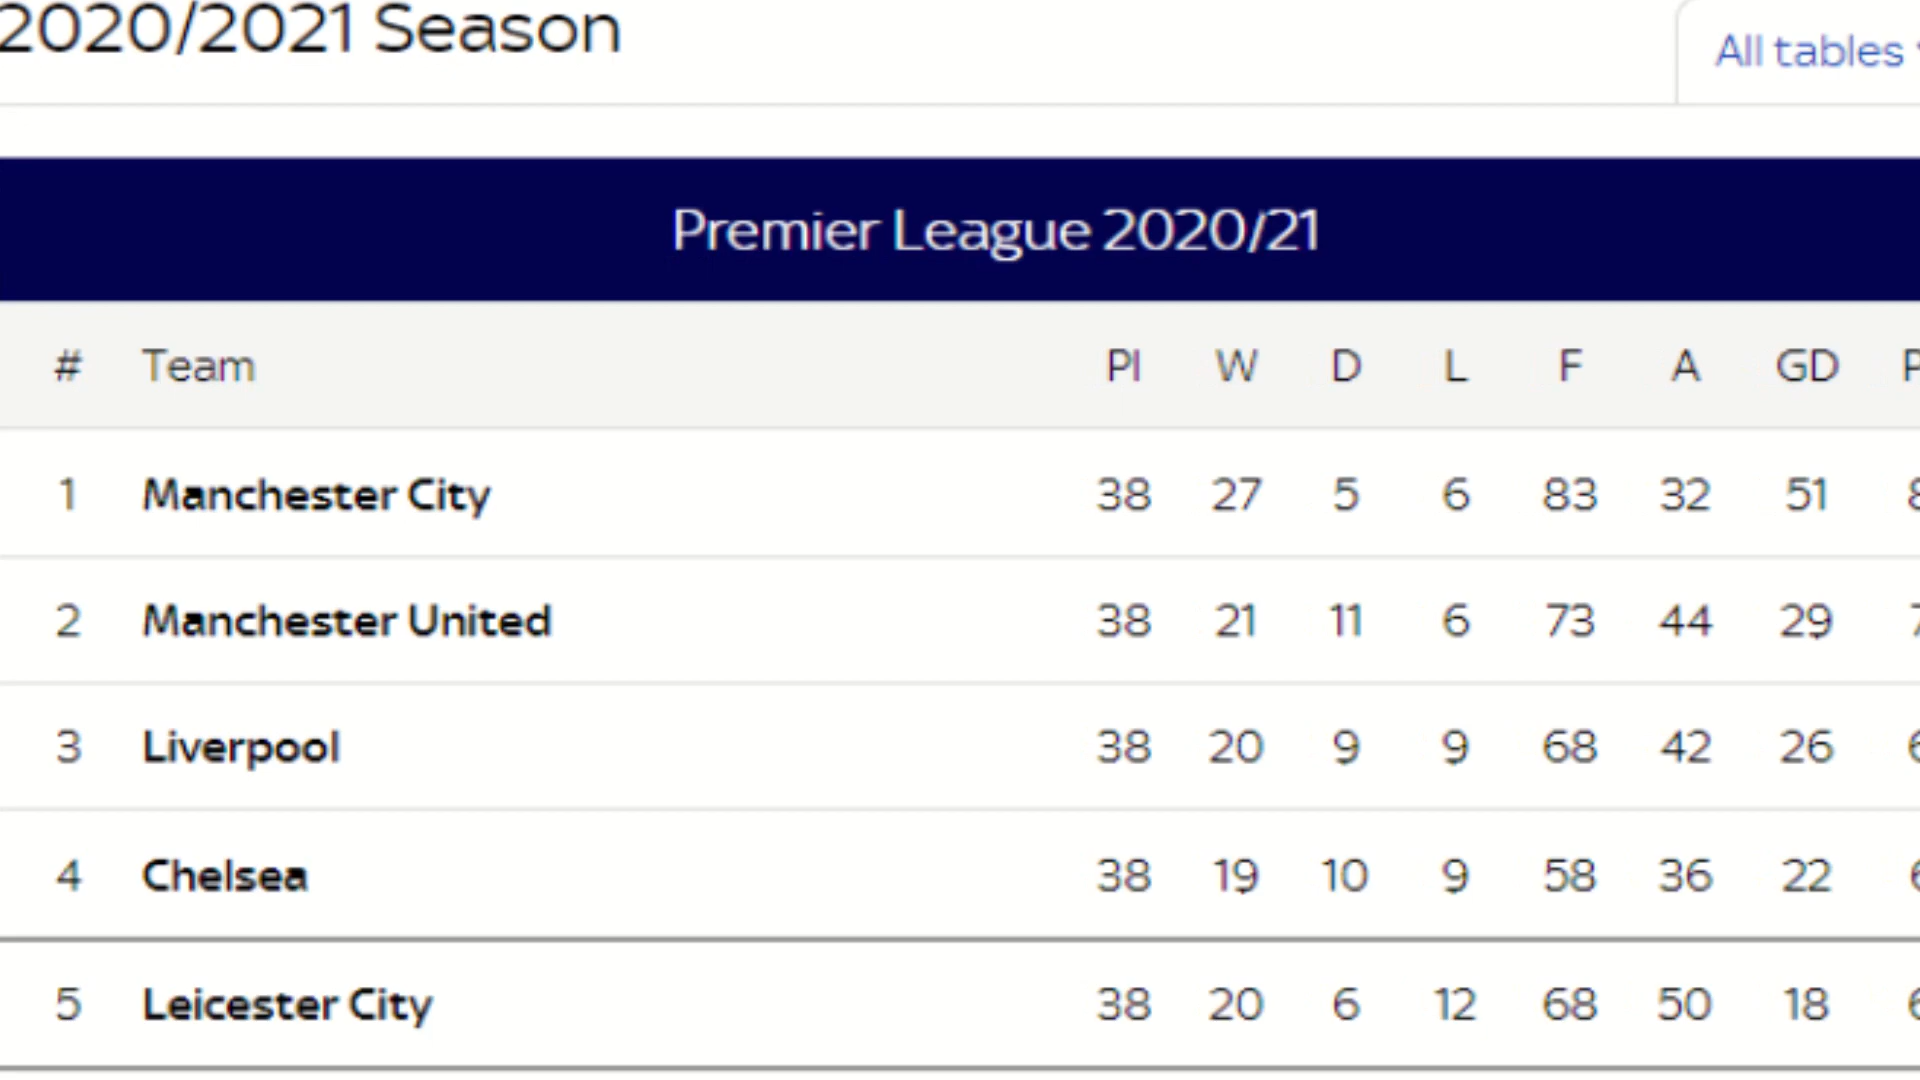 2020/2021 Season
All tables
Premier League 2020/21
# Team Pl W D L F A GD
1 Manchester City 38 27 5 6 83 32 51
2 Manchester United 38 21 11 6 73 44 29
3 Liverpool 38 20 9 9 68 42 26
4 Chelsea 38 19 10 9 58 36 22
5 Leicester City 38 20 6 12 68 50 18